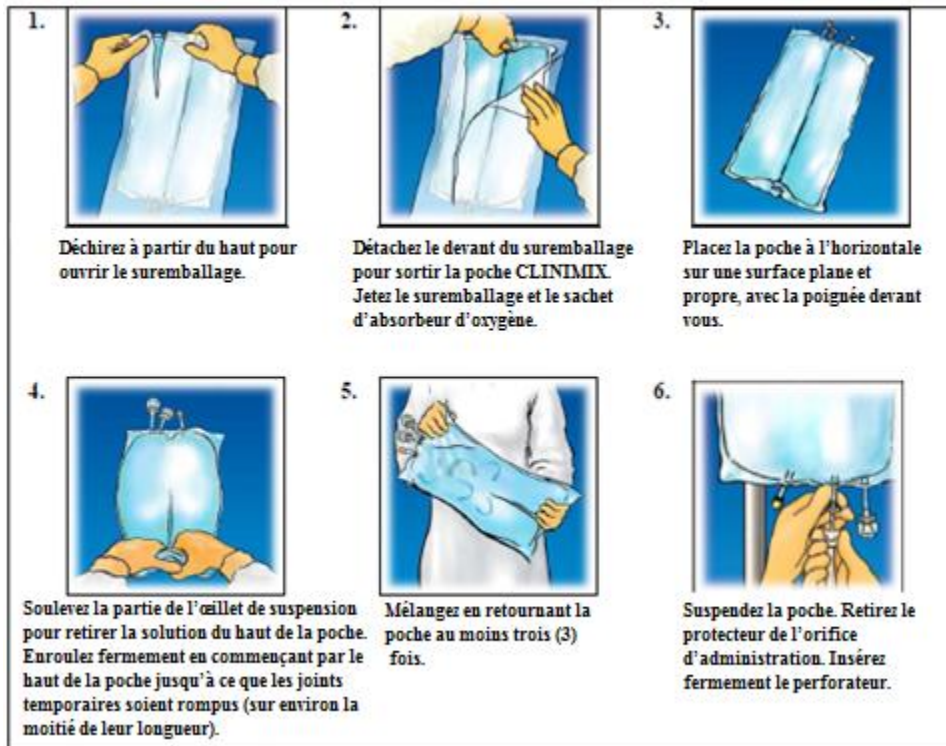 1.
Déchirez à partir du haut pour
ouvrir le suremballage.
2.
Détachez le devant du suremballage
pour sortir la poche CLINIMIX.
Jetez le suremballage et le sachet
d'absorbeur d'oxygène.
3.
Placez la poche à l'horizontale
sur une surface plane et
propre, avec la poignée devant
vous.
4.
Soulevez la partie de l'œillet de suspension
pour retirer la solution du haut de la poche.
Enroulez fermement en commençant par le
haut de la poche jusqu'à ce que les joints
temporaires soient rompus (sur environ la
moitié de leur longueur).
5.
Mélangez en retournant la
poche au moins trois (3)
fois.
6.
Suspendez la poche. Retirez le
protecteur de l'orifice
d'administration. Insérez
fermement le perforateur.